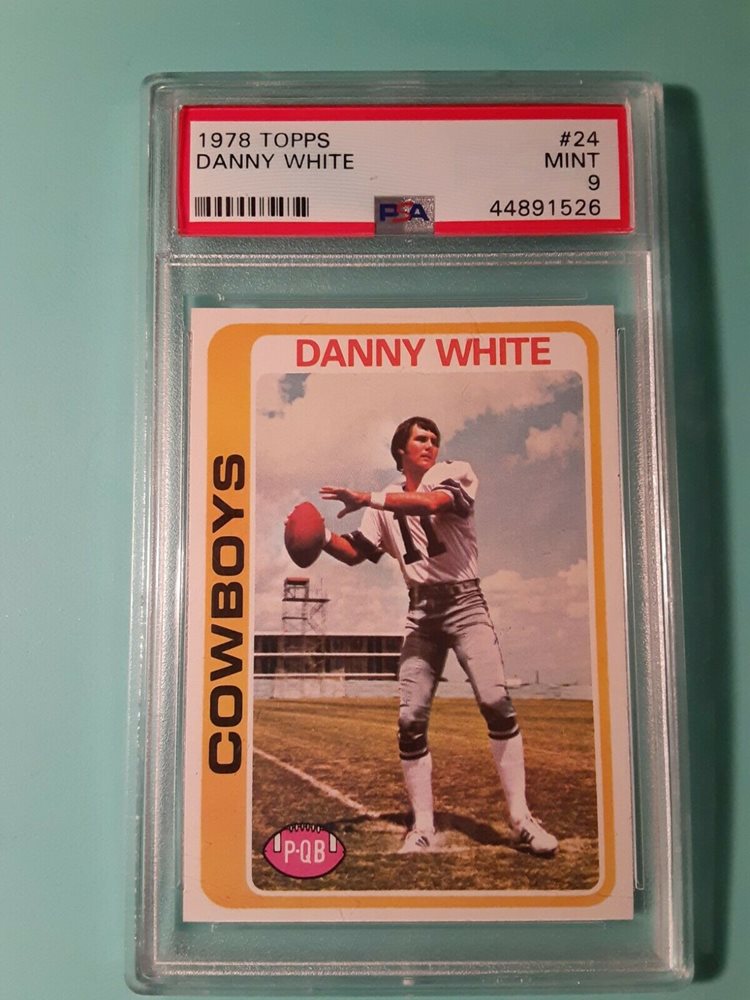 1978 TOPPS #24
DANNY WHITE MINT
9
PSA 44891526
DANNY WHITE
COWBOYS
11
P-QB